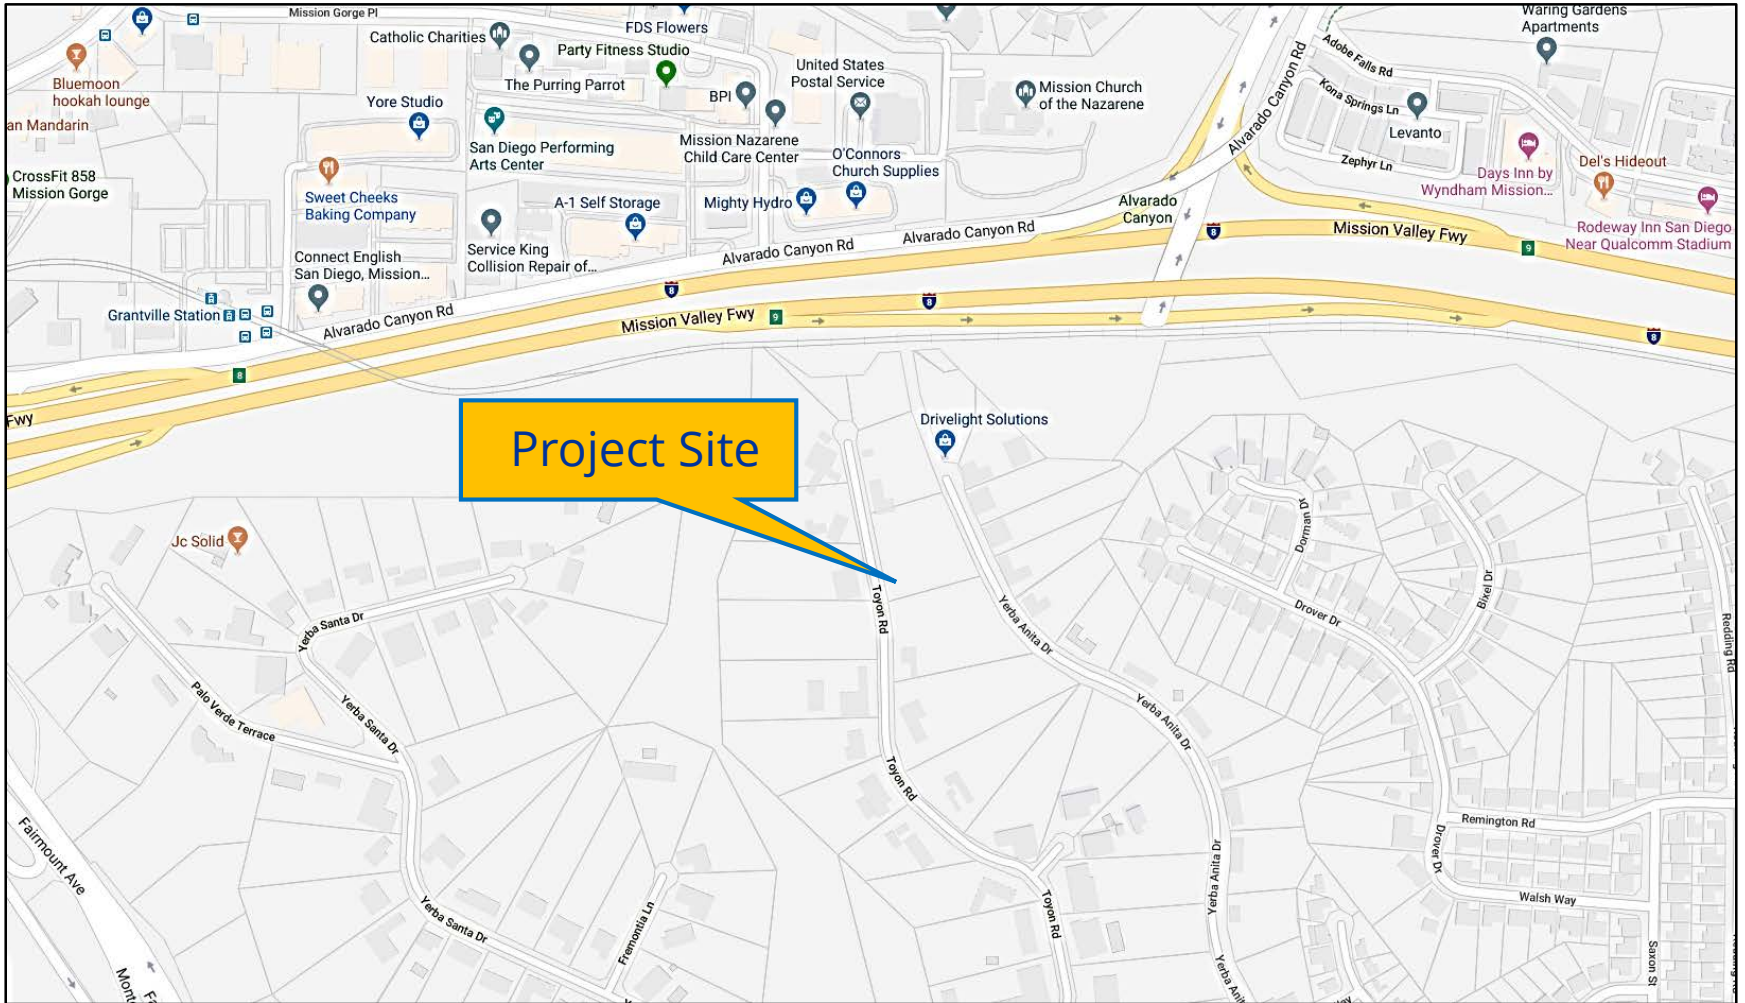 Mission Gorge Pl
Catholic Charities
FDS Flowers
Waring Gardens
Apartments
Party Fitness Studio
Bluemoon
hookah lounge
The Purring Parrot
United States
Postal Service
BPI
Mission Church
of the Nazarene
Alvarado Canyon Rd
Adobe Falls Rd
Kona Springs Ln
Levanto
Zephyr Ln
Yore Studio
an Mandarin
San Diego Performing
Arts Center
Mission Nazarene
Child Care Center
O'Connors
Church Supplies
Days Inn by
Wyndham Mission...
Del's Hideout
CrossFit 858
Mission Gorge
Sweet Cheeks
Baking Company
A-1 Self Storage
Mighty Hydro
Alvarado
Canyon
Rodeway Inn San Diego
Near Qualcomm Stadium
Service King
Collision Repair of...
Alvarado Canyon Rd
Alvarado Canyon Rd
8
Mission Valley Fwy
9
Connect English
San Diego, Mission...
8
8
Grantville Station
Alvarado Canyon Rd
Mission Valley Fwy
9
8
8
Fwy
Project Site
Drivelight Solutions
Jc Solid
Dorman Dr
Bixel Dr
Yerba Santa Dr
Toyon Rd
Yerba Anita Dr
Drover Dr
Redding Rd
Palo Verde Terrace
Yerba Santa Dr
Yerba Anita Dr
Toyon Rd
Fairmount Ave
Remington Rd
Drover Dr
Yerba Anita Dr
Walsh Way
Yerba Santa Dr
Fremontia Ln
Toyon Rd
Saxon St
Yerba Ani
Mont
Fa